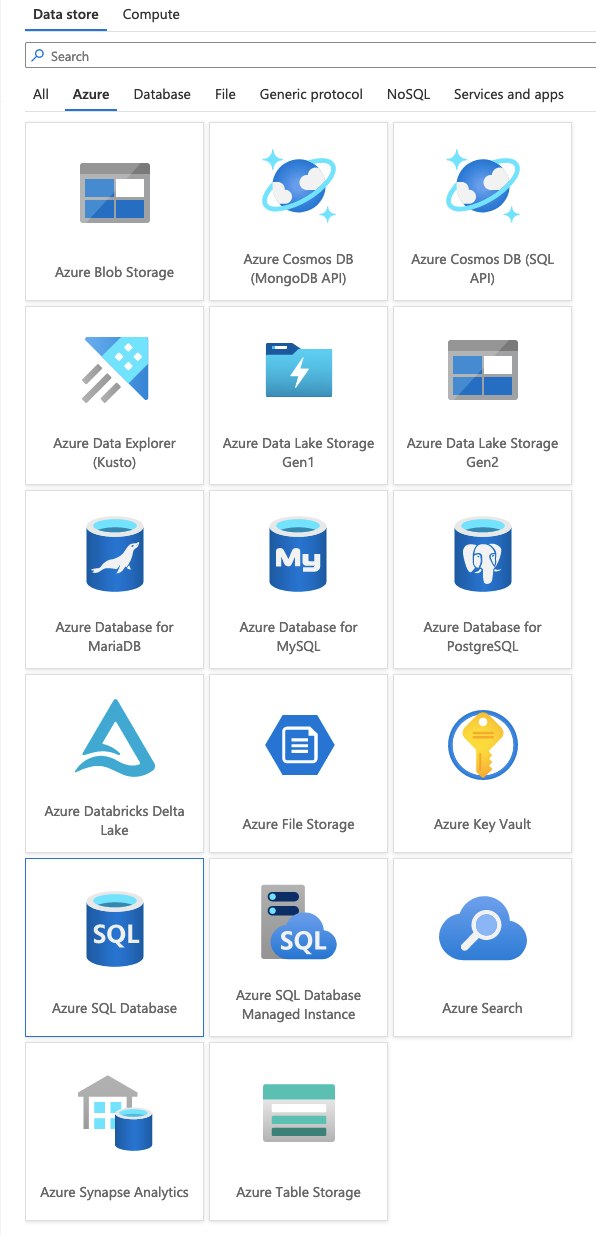 Data store
Compute
Search
All
Azure
Database
File
Generic protocol
NoSQL
Services and apps
Azure Blob Storage
Azure Cosmos DB
(MongoDB API)
Azure Cosmos DB (SQL
API)
Azure Data Explorer
(Kusto)
Azure Data Lake Storage
Gen1
Azure Data Lake Storage
Gen2
Azure Database for
MariaDB
My
Azure Database for
MySQL
Azure Database for
PostgreSQL
Azure Databricks Delta
Lake
Azure File Storage
Azure Key Vault
SQL
Azure SQL Database
SQL
Azure SQL Database
Managed Instance
Azure Search
Azure Synapse Analytics
Azure Table Storage